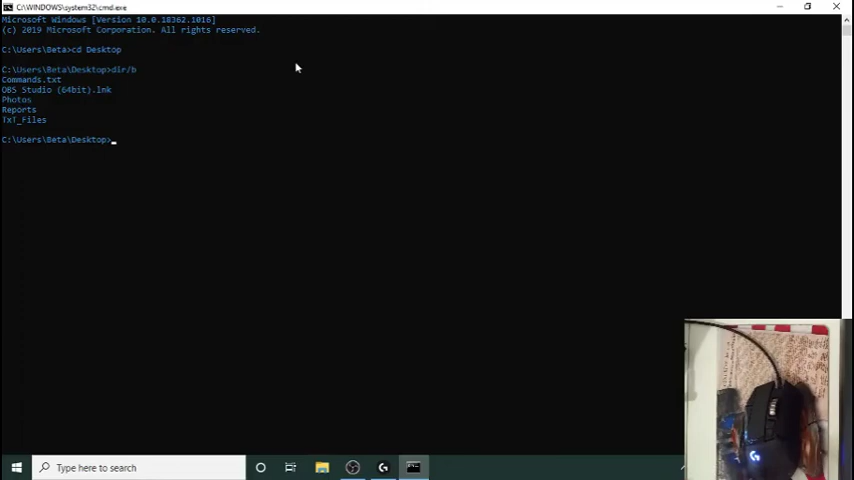 C:\WINDOWS\system32\cmd.exe
Microsoft Windows [Version 10.0.18362.1016]
(c) 2019 Microsoft Corporation. All rights reserved.
C:\Users\Beta>cd Desktop
C:\Users\Beta\Desktop>dir/b
Commands.txt
OBS Studio (64bit).lnk
Photos
Reports
TxT_Files
C:\Users\Beta\Desktop>
Type here to search